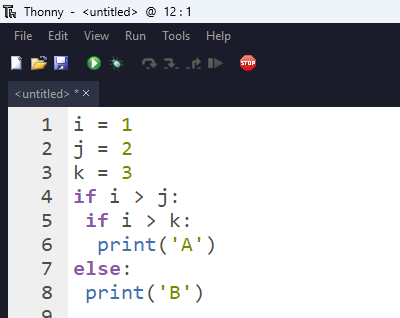 Thonny - <untitled> @ 12 : 1
File Edit View Run Tools Help
STOP
<untitled> * ×
1 i = 1
2 j = 2
3 k = 3
4 if i > j:
5  if i > k:
6   print('A')
7 else:
8  print('B')
9